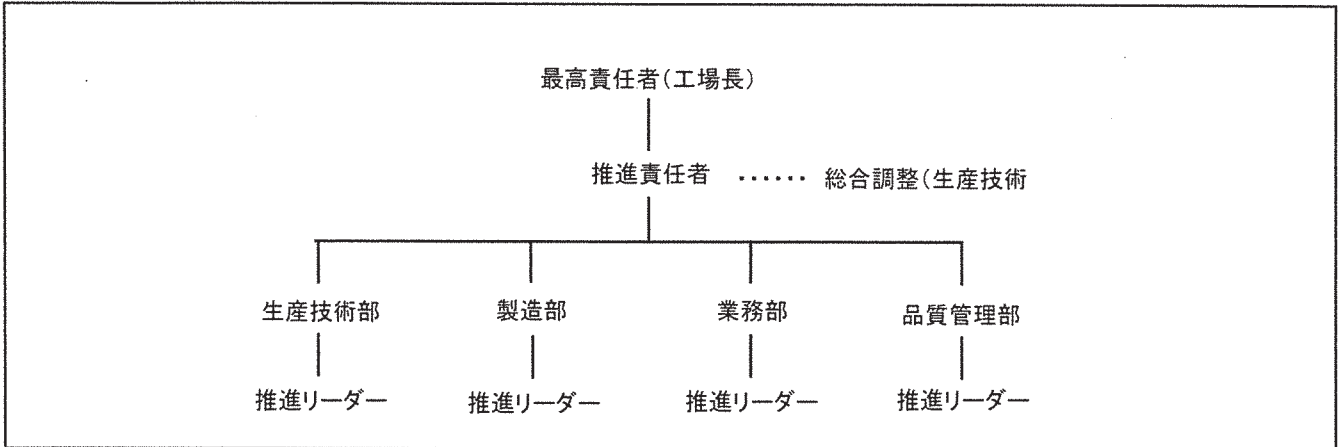 最高責任者(工場長)
推進責任者 ‥‥‥ 総合調整(生産技術
生産技術部 製造部 業務部 品質管理部
推進リーダー 推進リーダー 推進リーダー 推進リーダー